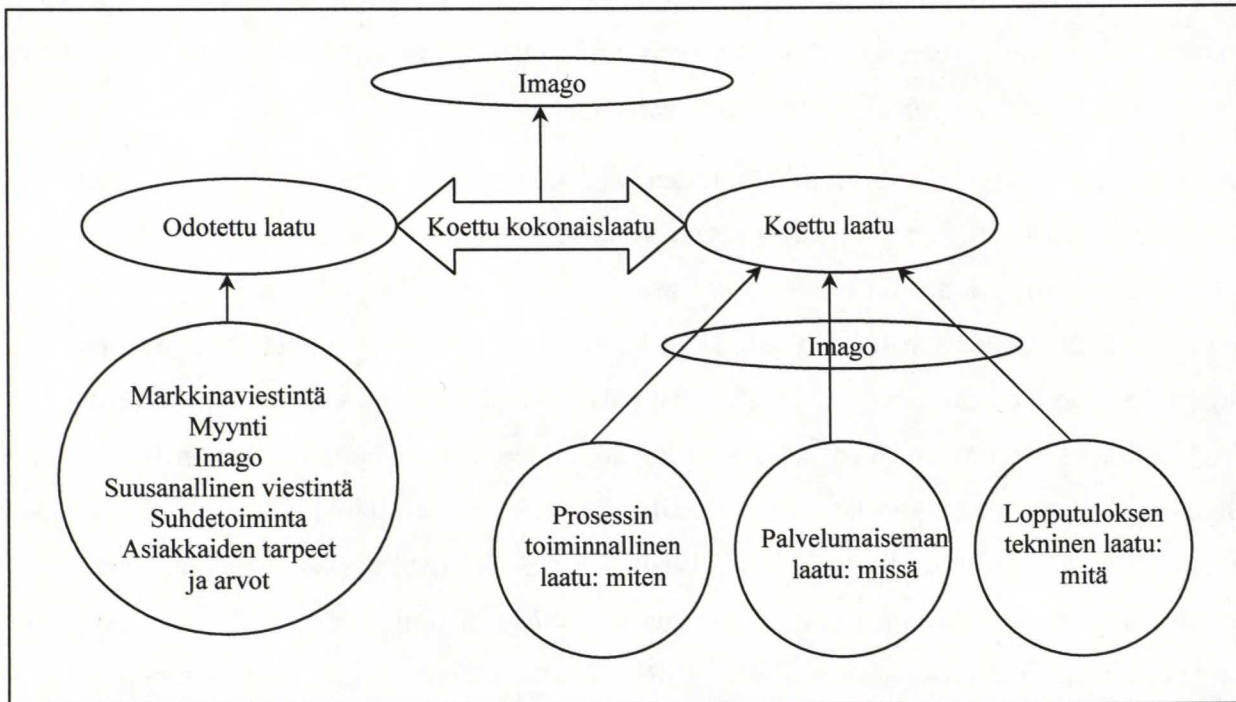 Imago
Odotettu laatu
Koettu kokonaislaatu
Koettu laatu
Imago
Markkinaviestintä
Myynti
Imago
Suusanallinen viestintä
Suhdetoiminta
Asiakkaiden tarpeet
ja arvot
Prosessin
toiminnallinen
laatu: miten
Palvelumaiseman
laatu: missä
Lopputuloksen
tekninen laatu:
mitä